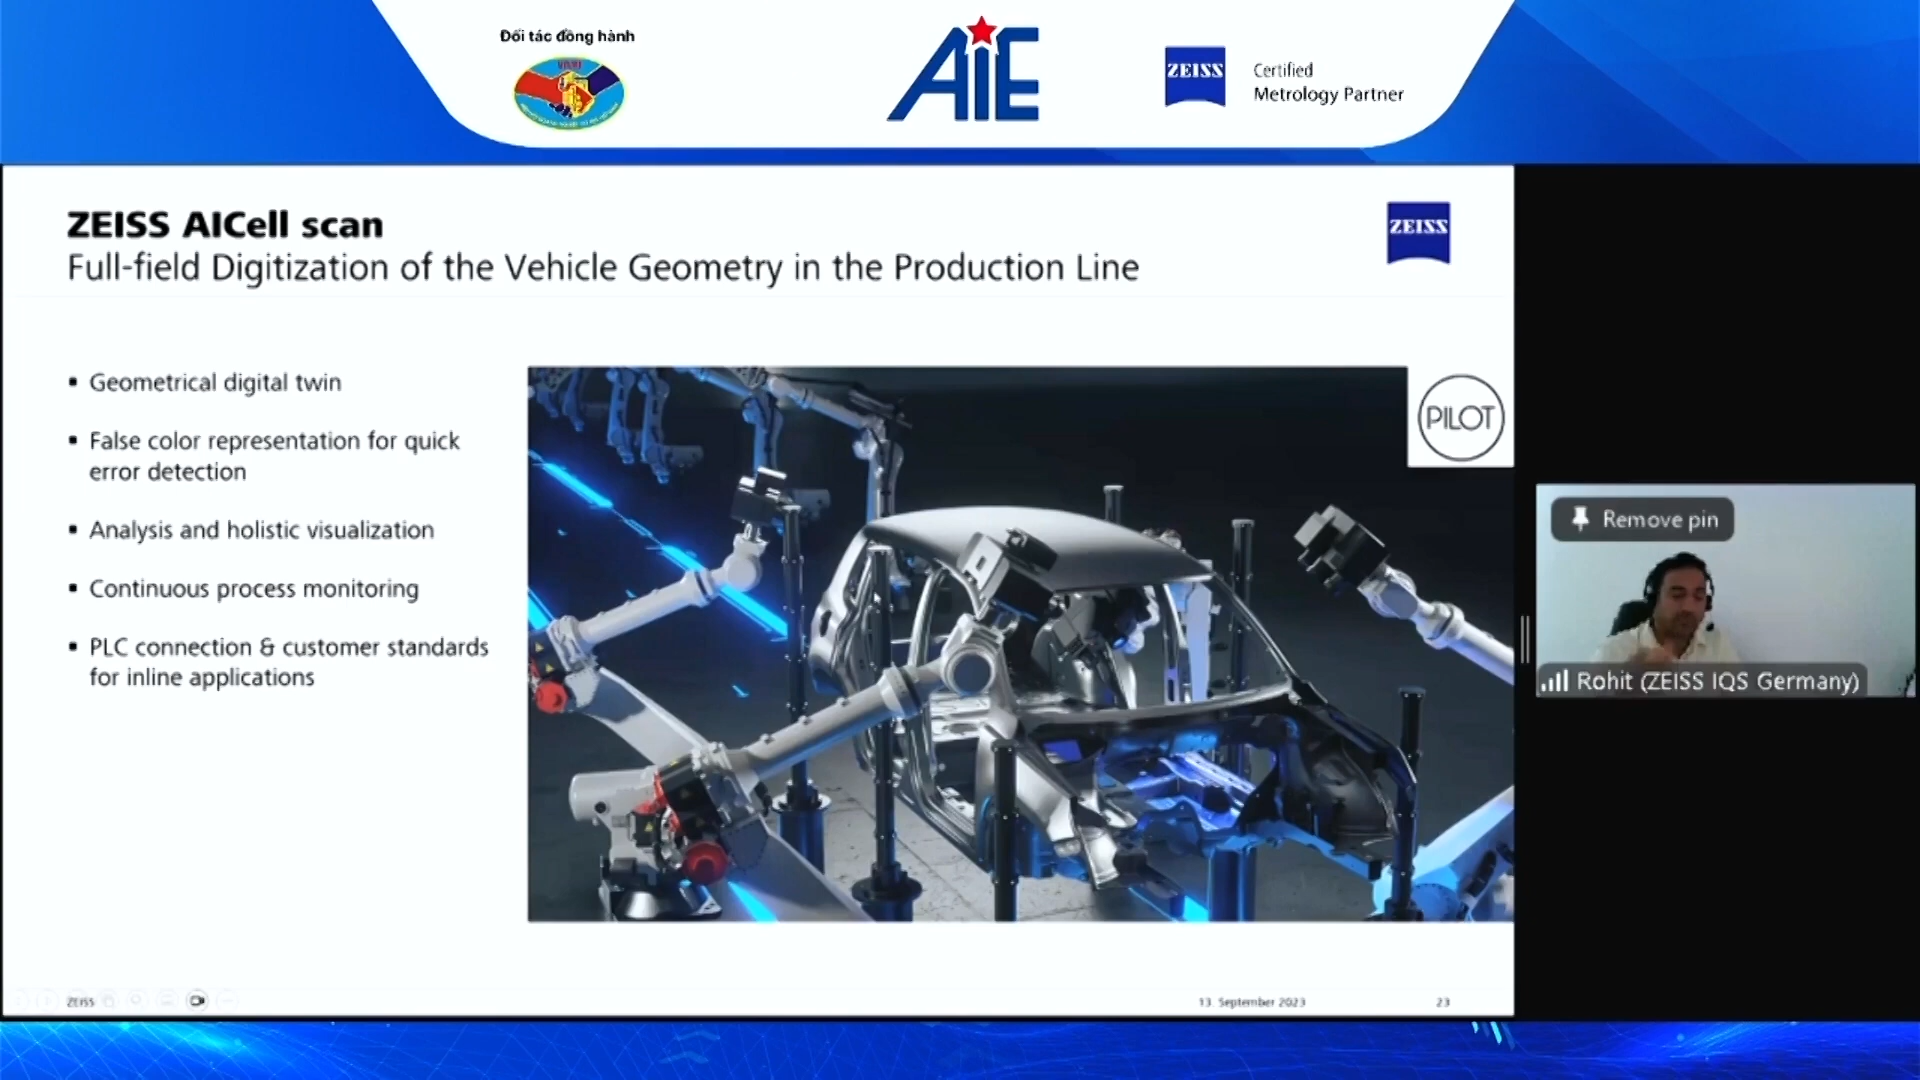 Đối tác đồng hành
VAMI
AiE
ZEISS
Certified
Metrology Partner
ZEISS AICell scan
Full-field Digitization of the Vehicle Geometry in the Production Line
ZEISS
▪ Geometrical digital twin
▪ False color representation for quick
error detection
▪ Analysis and holistic visualization
▪ Continuous process monitoring
▪ PLC connection & customer standards
for inline applications
PILOT
Remove pin
Rohit (ZEISS IQS Germany)
ZEISS
13. September 2023
23